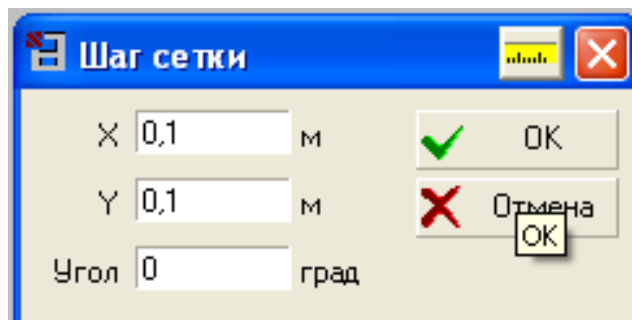 Шаг сетки
X 0,1 м OK
Y 0,1 м Отмена
OK
Угол 0 град